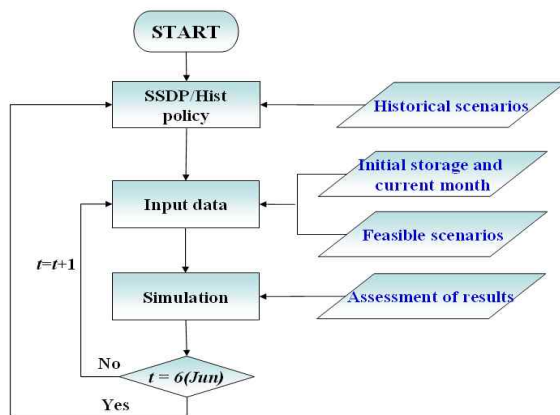 START
SSDP/Hist
policy
Historical scenarios
Initial storage and
current month
Input data
Feasible scenarios
t=t+1
Simulation
Assessment of results
No
t = 6(Jun)
Yes